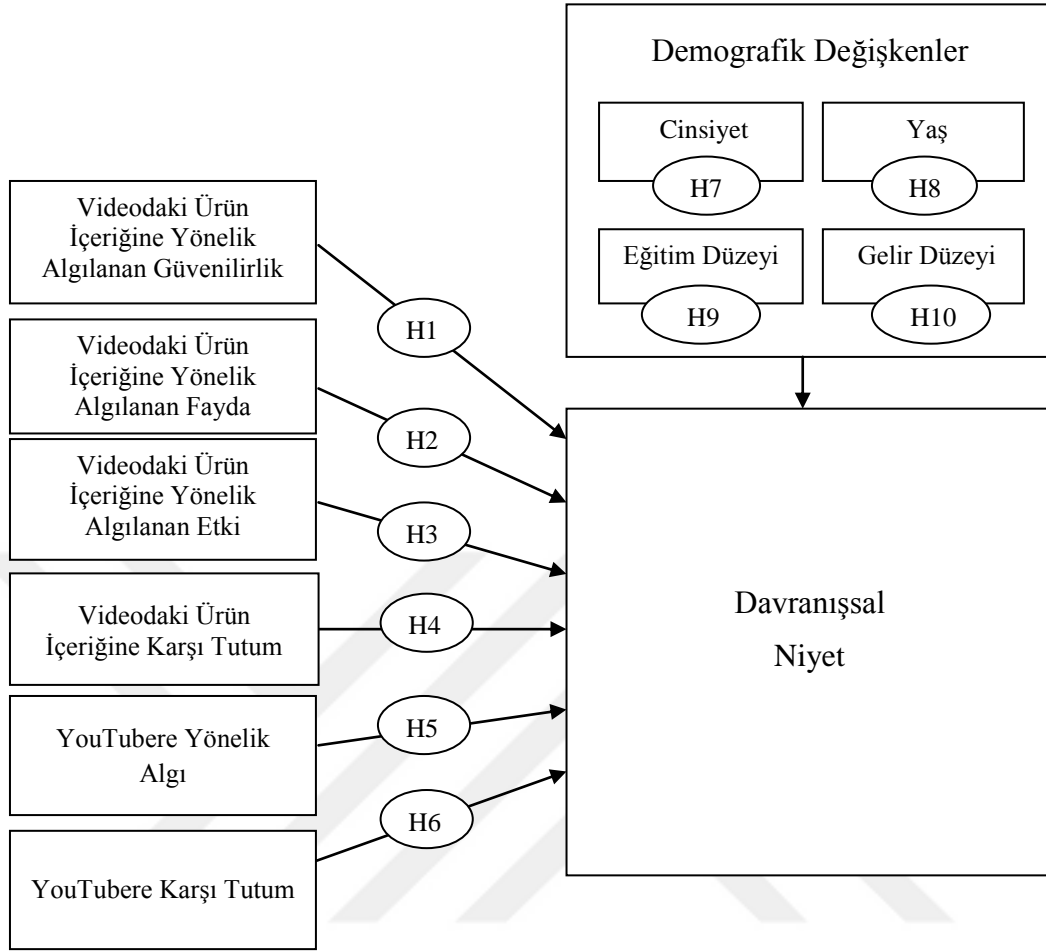 Demografik Değişkenler
Cinsiyet
Yaş
H7
H8
Eğitim Düzeyi
Gelir Düzeyi
H9
H10
Videodaki Ürün
İçeriğine Yönelik
Algılanan Güvenilirlik
H1
Videodaki Ürün
İçeriğine Yönelik
Algılanan Fayda
H2
Videodaki Ürün
İçeriğine Yönelik
Algılanan Etki
H3
Videodaki Ürün
İçeriğine Karşı Tutum
H4
YouTubere Yönelik
Algı
H5
YouTubere Karşı Tutum
H6
Davranışsal
Niyet